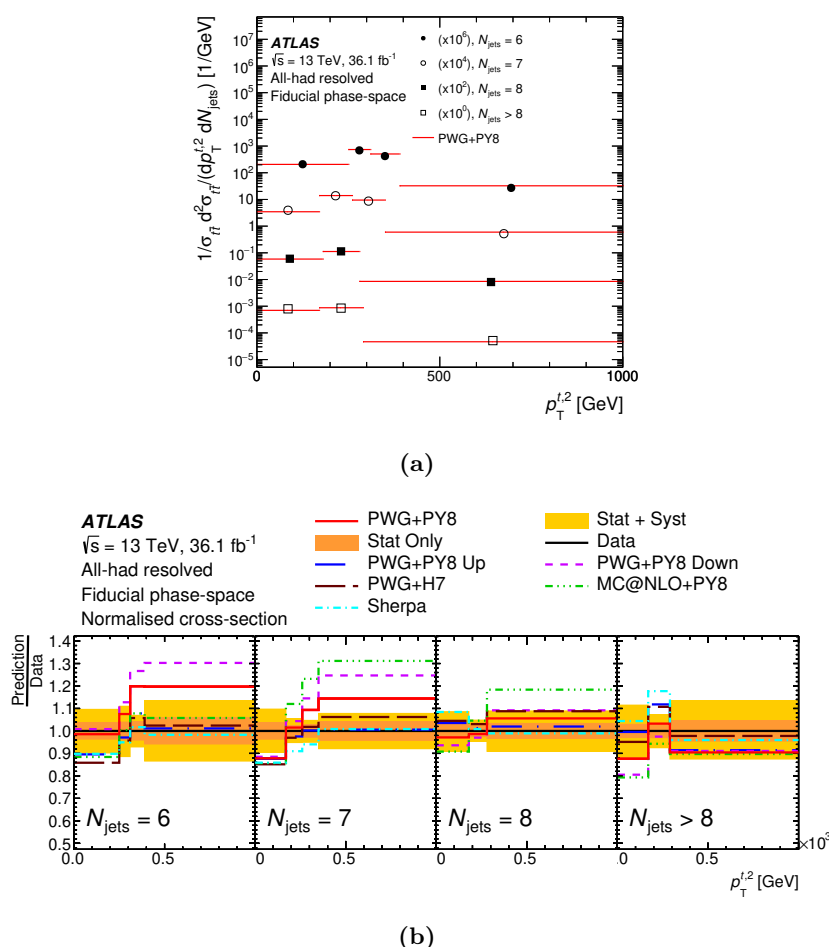 ATLAS
√s = 13 TeV, 36.1 fb⁻¹
All-had resolved
Fiducial phase-space
(x10⁶), N_jets = 6
(x10⁴), N_jets = 7
(x10²), N_jets = 8
(x10⁰), N_jets > 8
PWG+PY8
1/σ_tt̄ d²σ_tt̄/(dp_T^t,2 dN_jets) [1/GeV]
10⁷
10⁶
10⁵
10⁴
10³
10²
10
1
10⁻¹
10⁻²
10⁻³
10⁻⁴
10⁻⁵
0 500 1000
p_T^t,2 [GeV]
(a)
ATLAS
√s = 13 TeV, 36.1 fb⁻¹
All-had resolved
Fiducial phase-space
Normalised cross-section
PWG+PY8
Stat Only
PWG+PY8 Up
PWG+H7
Sherpa
Stat + Syst
Data
PWG+PY8 Down
MC@NLO+PY8
Prediction
Data
1.4
1.3
1.2
1.1
1.0
0.9
0.8
0.7
0.6
0.5
N_jets = 6 N_jets = 7 N_jets = 8 N_jets > 8
0.0 0.5 0.5 0.5 0.5 ×10³
p_T^t,2 [GeV]
(b)